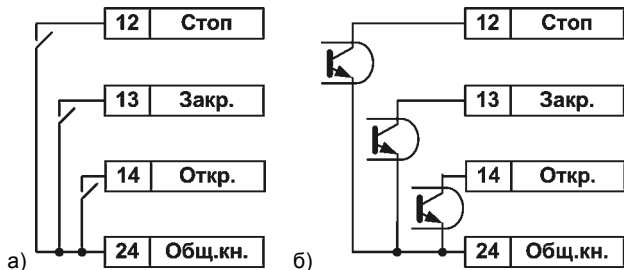 12 Стоп
13 Закр.
14 Откр.
а) 24 Общ.кн.
12 Стоп
13 Закр.
14 Откр.
б) 24 Общ.кн.